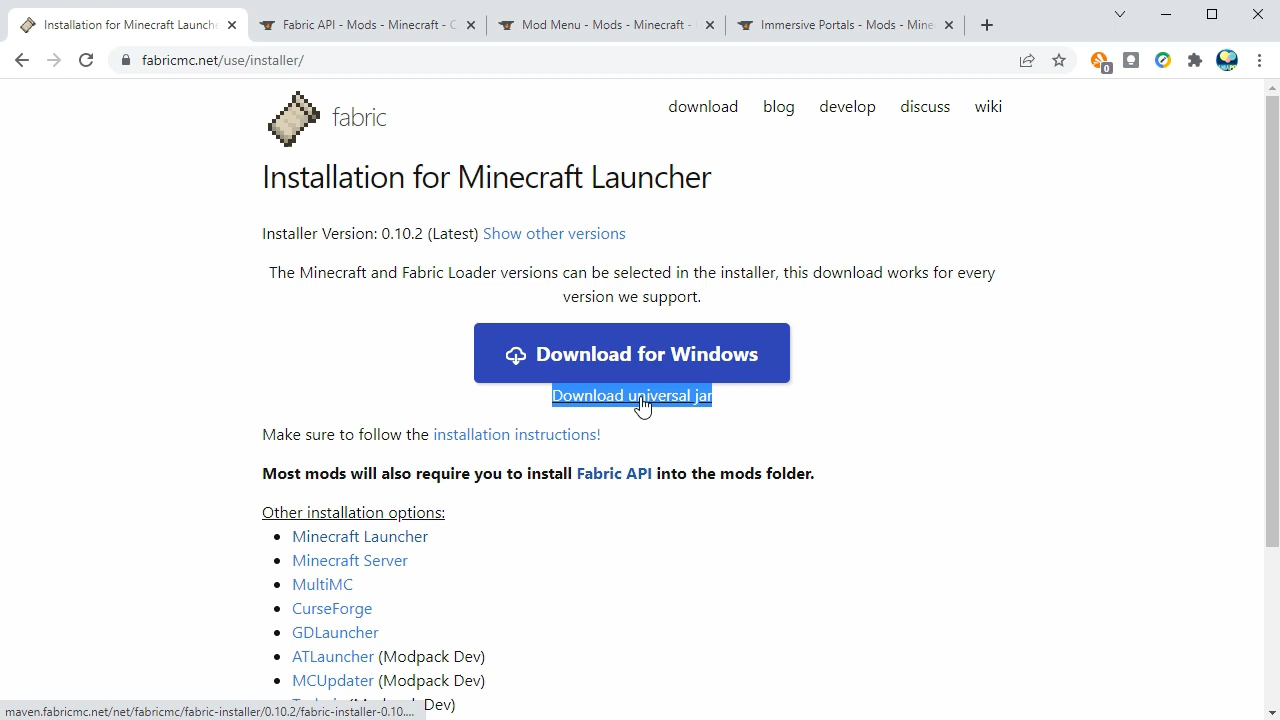 Installation for Minecraft Launche
Fabric API - Mods - Minecraft - C
Mod Menu - Mods - Minecraft -
Immersive Portals - Mods - Mine
fabricmc.net/use/installer/
0
fabric
download blog develop discuss wiki
Installation for Minecraft Launcher
Installer Version: 0.10.2 (Latest) Show other versions
The Minecraft and Fabric Loader versions can be selected in the installer, this download works for every
version we support.
Download for Windows
Download universal jar
Make sure to follow the installation instructions!
Most mods will also require you to install Fabric API into the mods folder.
Other installation options:
Minecraft Launcher
Minecraft Server
MultiMC
CurseForge
GDLauncher
ATLauncher (Modpack Dev)
MCUpdater (Modpack Dev)
Dev)
maven.fabricmc.net/net/fabricmc/fabric-installer/0.10.2/fabric-installer-0.10....